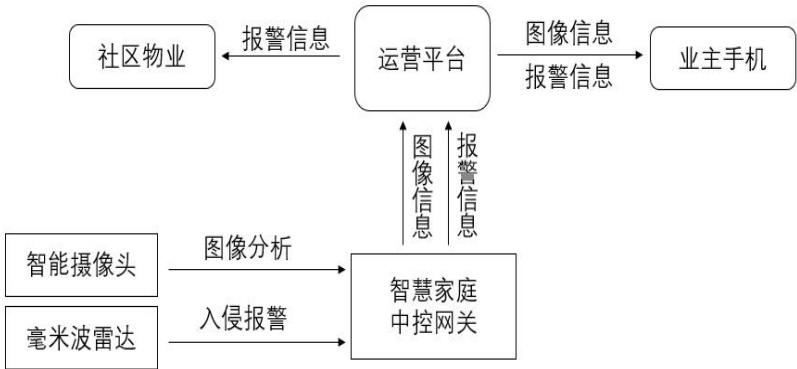 社区物业
报警信息
运营平台
图像信息
报警信息
业主手机
图像信息
报警信息
智能摄像头
图像分析
毫米波雷达
入侵报警
智慧家庭
中控网关